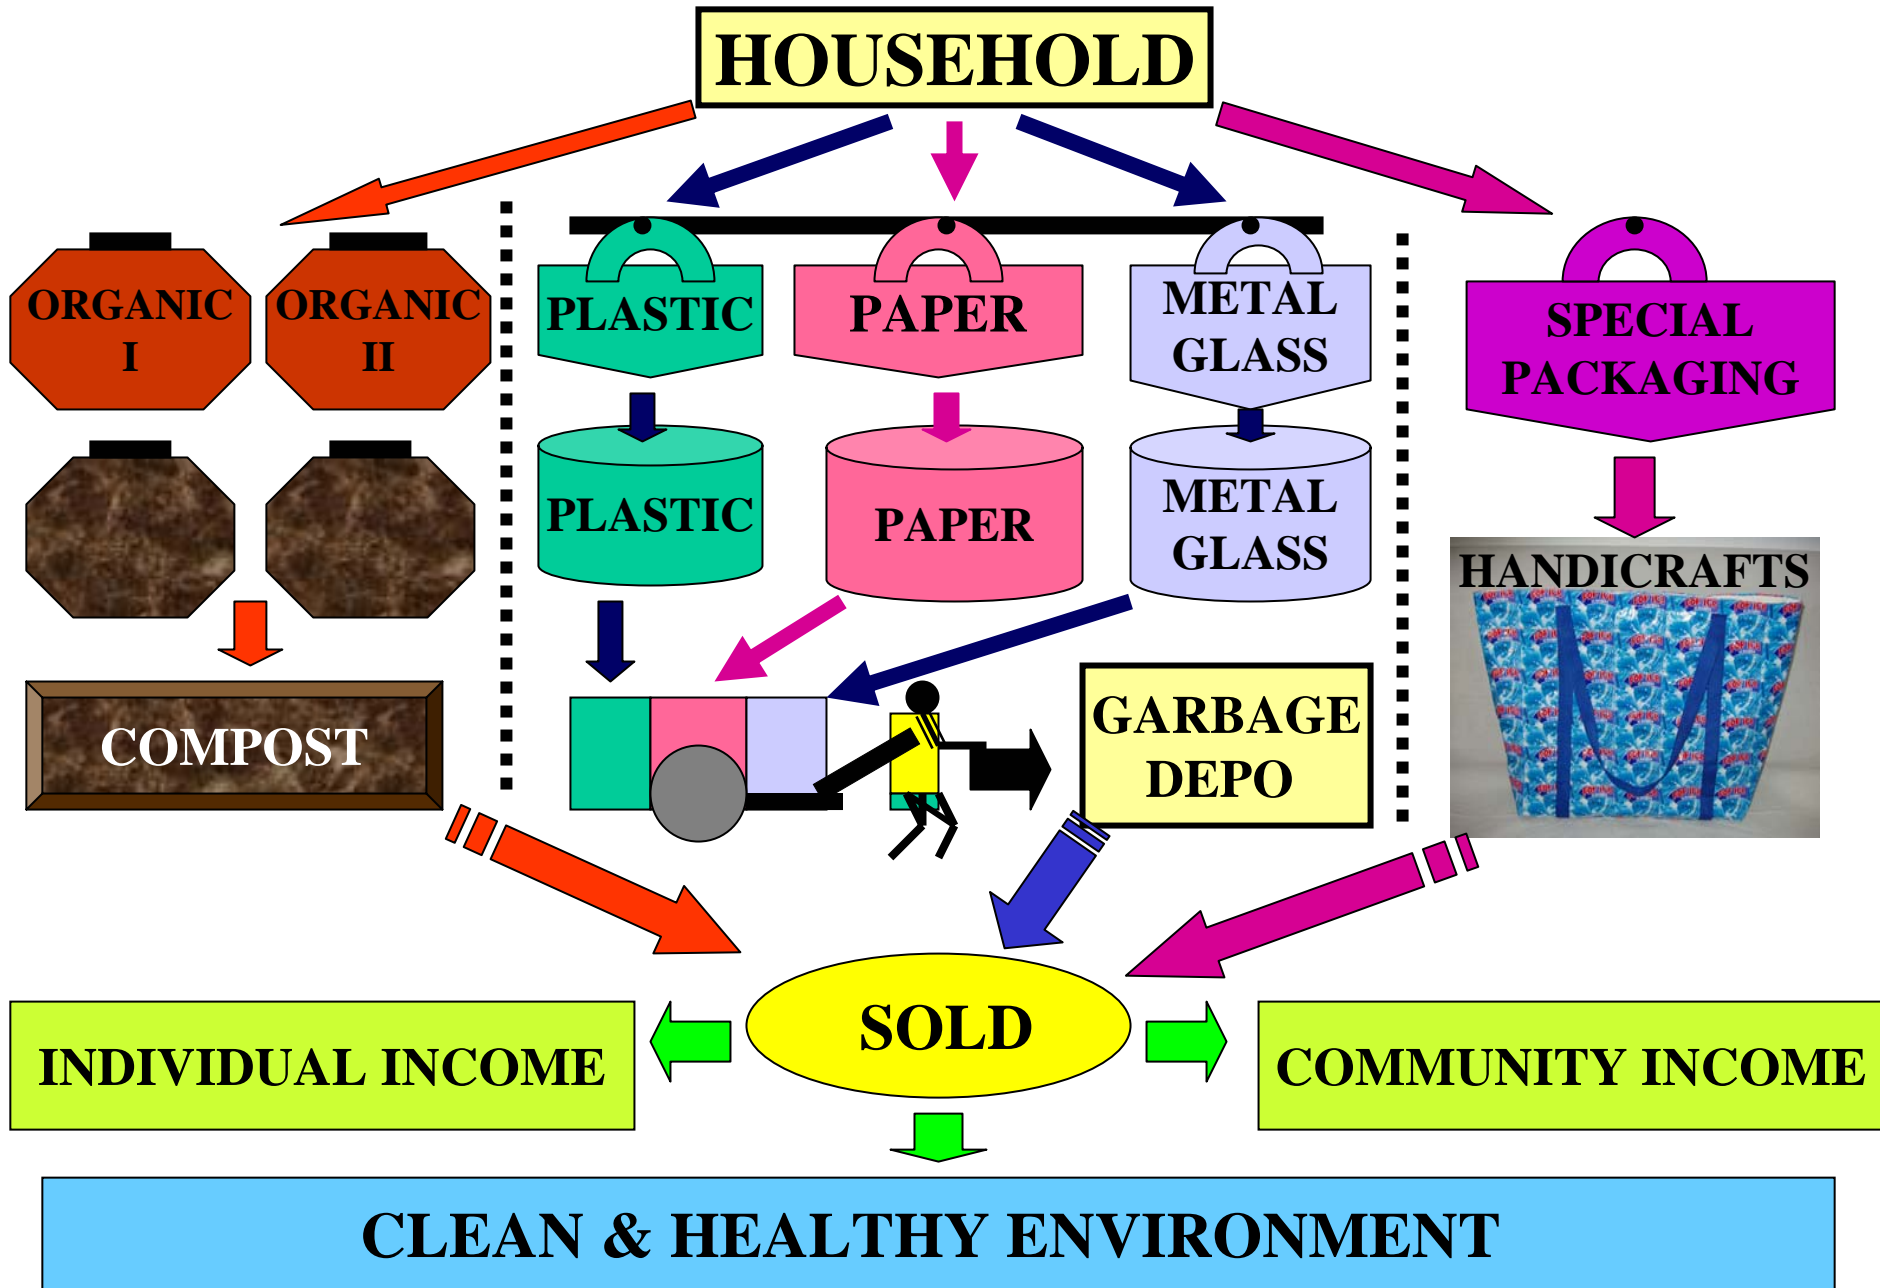 HOUSEHOLD
ORGANIC
I
ORGANIC
II
PLASTIC
PAPER
METAL
GLASS
SPECIAL
PACKAGING
PLASTIC
PAPER
METAL
GLASS
HANDICRAFTS
COMPOST
GARBAGE
DEPO
SOLD
INDIVIDUAL INCOME
COMMUNITY INCOME
CLEAN & HEALTHY ENVIRONMENT